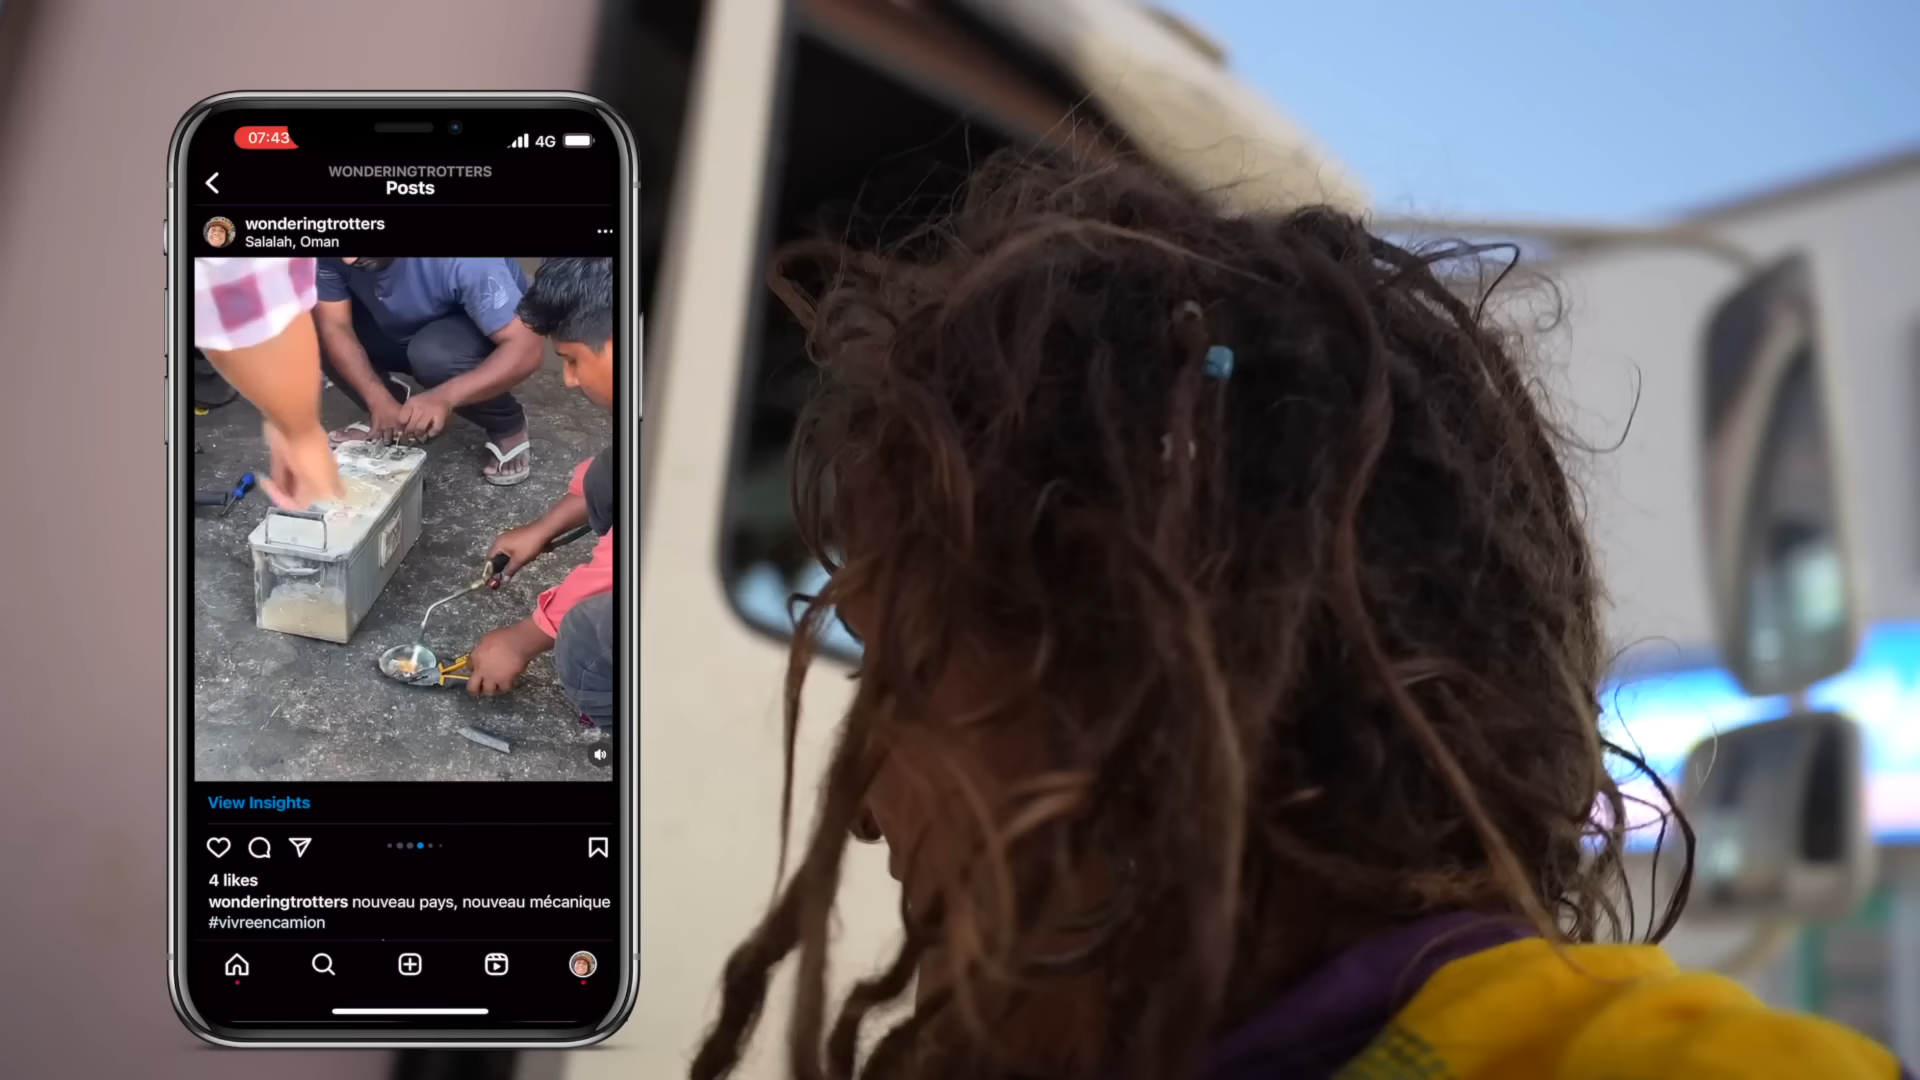 07:43
4G
WONDERINGTROTTERS
Posts
wonderingtrotters
Salalah, Oman
View Insights
4 likes
wonderingtrotters nouveau pays, nouveau mécanique
#vivreencamion